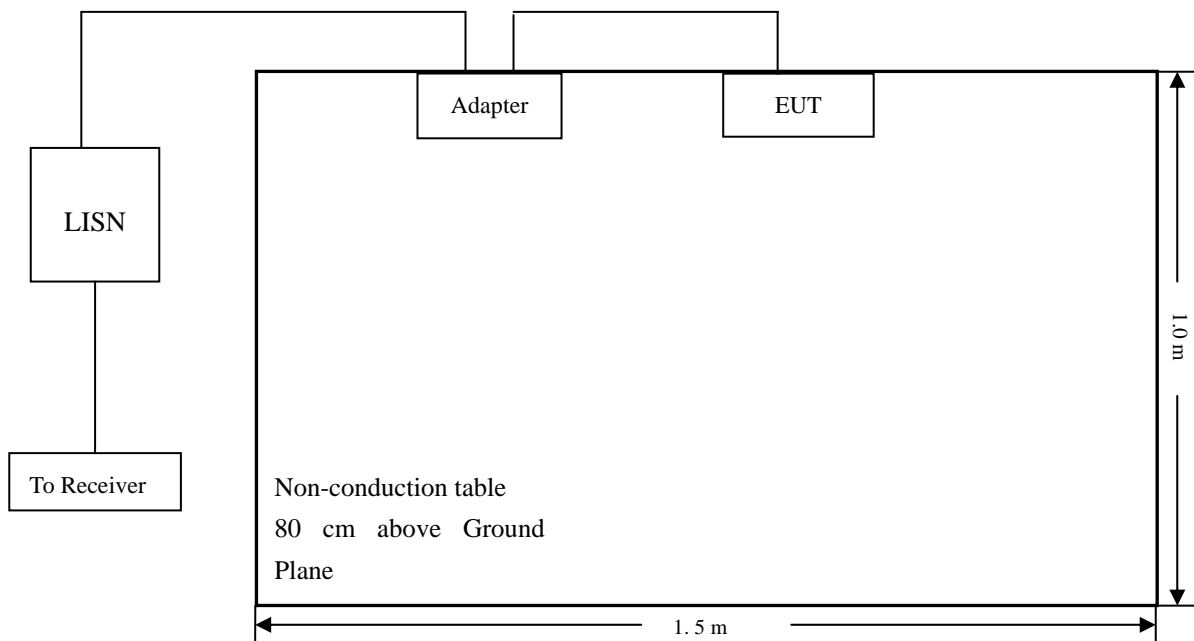 Adapter
EUT
LISN
1.0 m
To Receiver
Non-conduction table
80 cm above Ground
Plane
1. 5 m